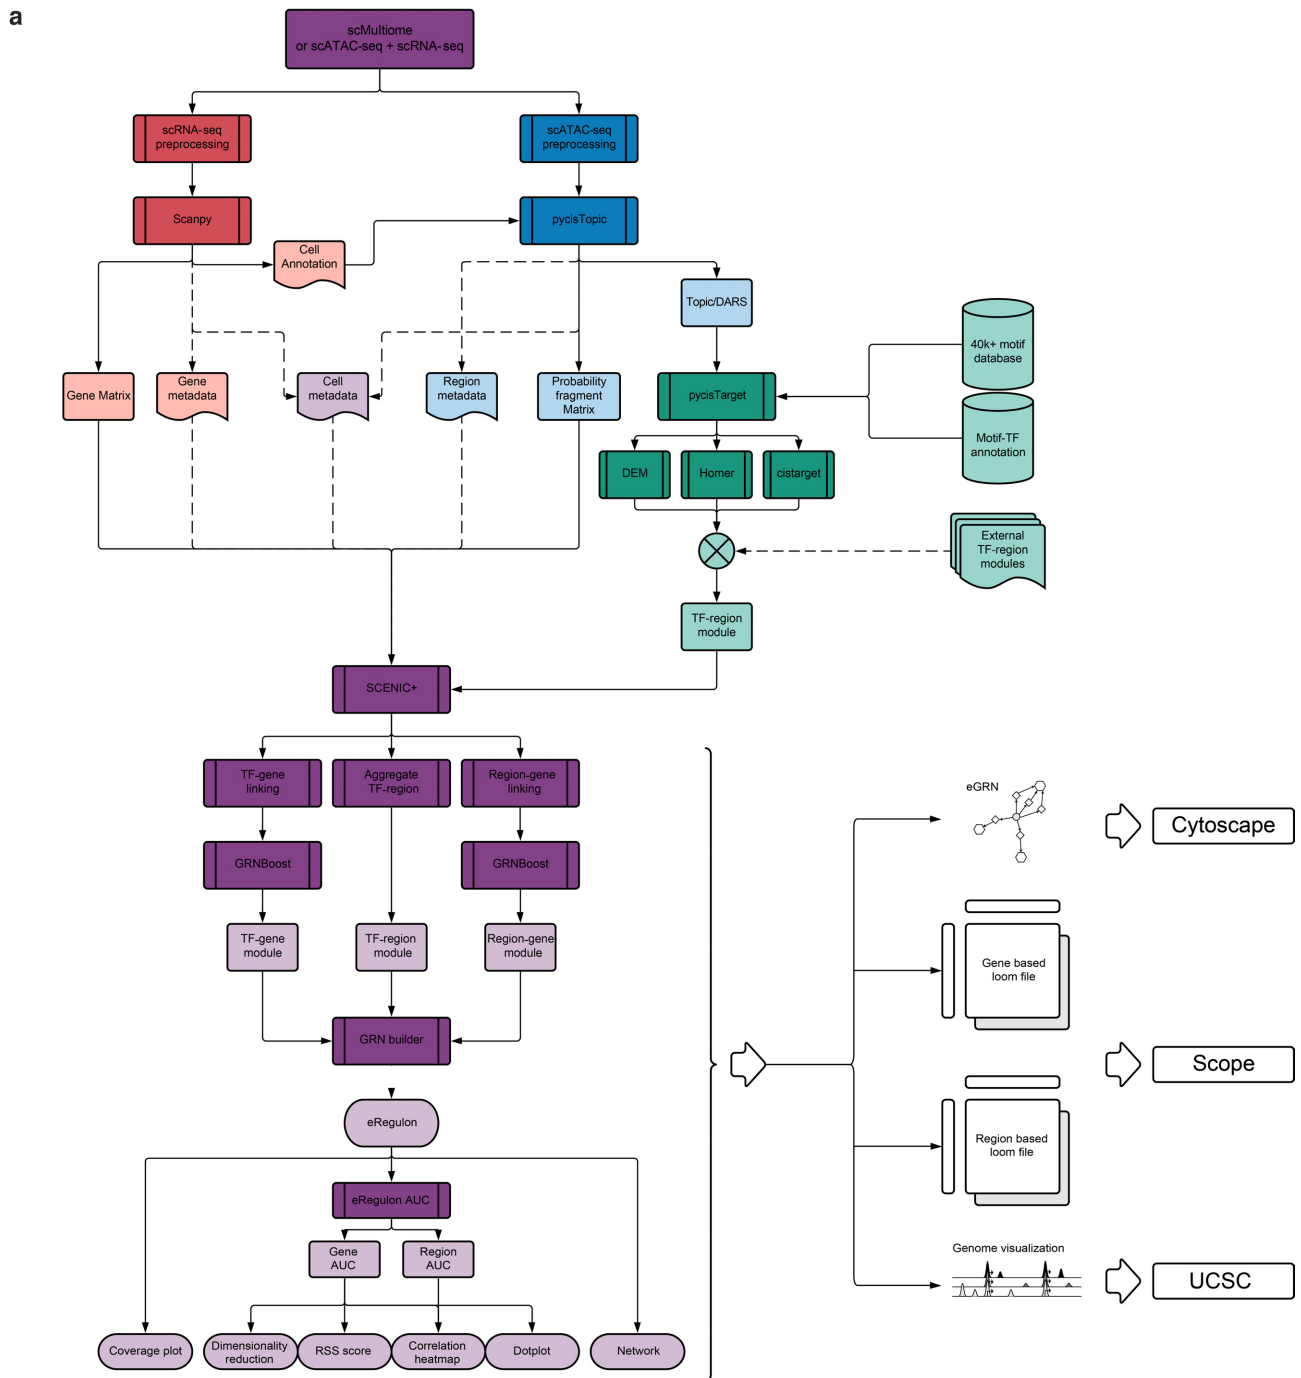 a
scMultiome
or scATAC-seq + scRNA-seq
scRNA-seq
preprocessing
scATAC-seq
preprocessing
Scanpy
pycisTopic
Cell
Annotation
Topic/DARS
40k+ motif
database
Gene Matrix
Gene
metadata
Cell
metadata
Region
metadata
Probability
fragment
Matrix
pycisTarget
Motif-TF
annotation
DEM
Homer
cistarget
External
TF-region
modules
TF-region
module
SCENIC+
TF-gene
linking
Aggregate
TF-region
Region-gene
linking
GRNBoost
GRNBoost
TF-gene
module
TF-region
module
Region-gene
module
GRN builder
eRegulon
eRegulon AUC
Gene
AUC
Region
AUC
Coverage plot
Dimensionality
reduction
RSS score
Correlation
heatmap
Dotplot
Network
eGRN
Cytoscape
Gene based
loom file
Scope
Region based
loom file
Genome visualization
UCSC